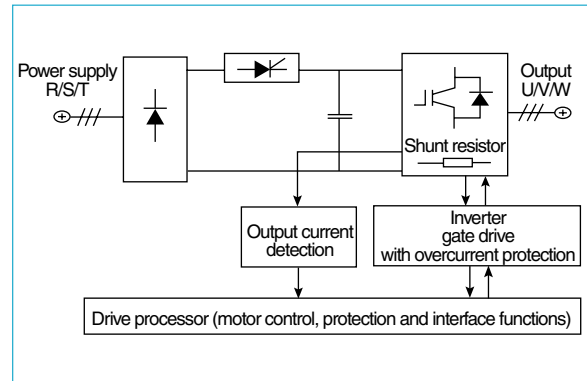 Power supply
R/S/T
Output
U/V/W
Shunt resistor
Output current
detection
Inverter
gate drive
with overcurrent protection
Drive processor (motor control, protection and interface functions)